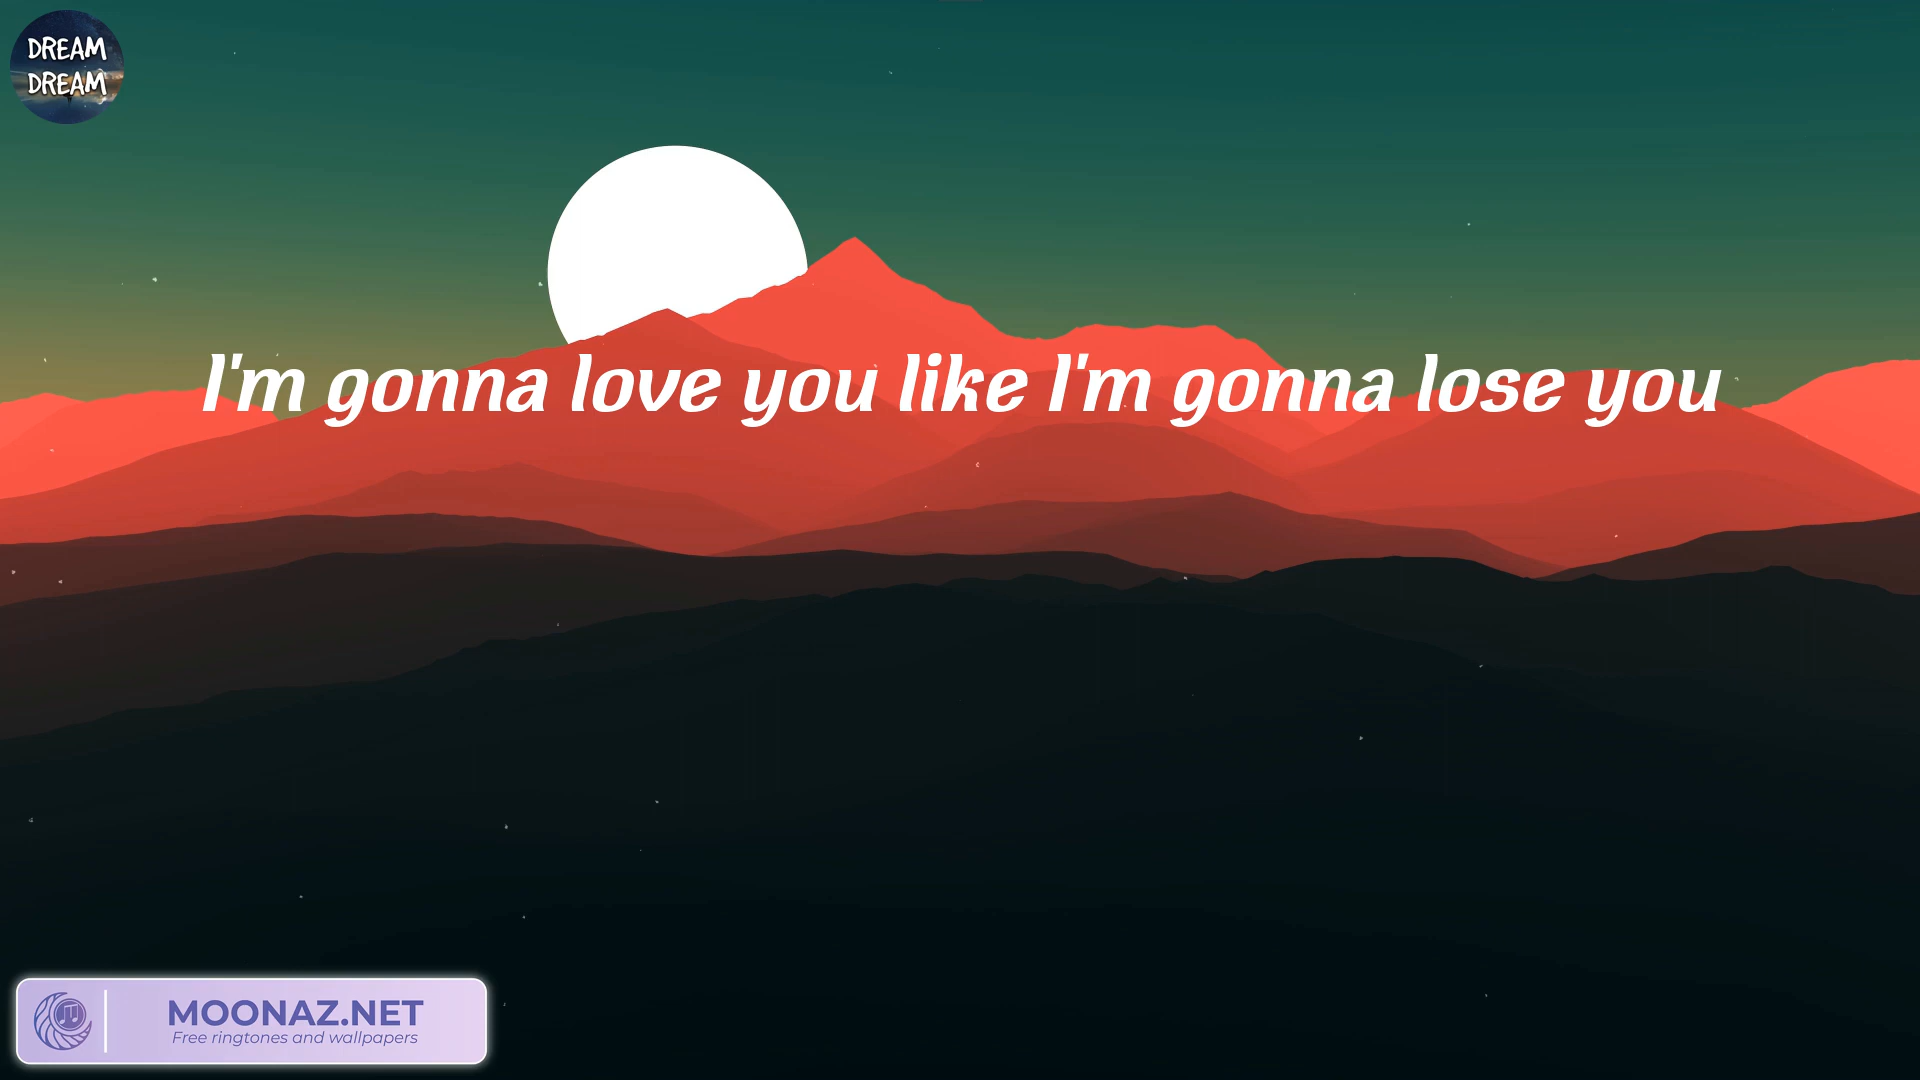 DREAM
DREAM
I'm gonna love you like I'm gonna lose you
MOONAZ.NET
Free ringtones and wallpapers